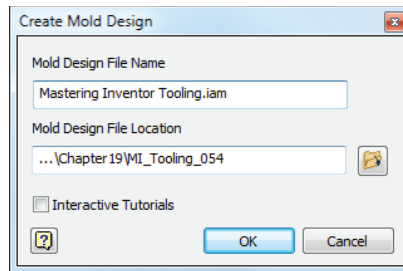 Create Mold Design
Mold Design File Name
Mastering Inventor Tooling.iam
Mold Design File Location
...\Chapter19\MI_Tooling_054
Interactive Tutorials
OK Cancel